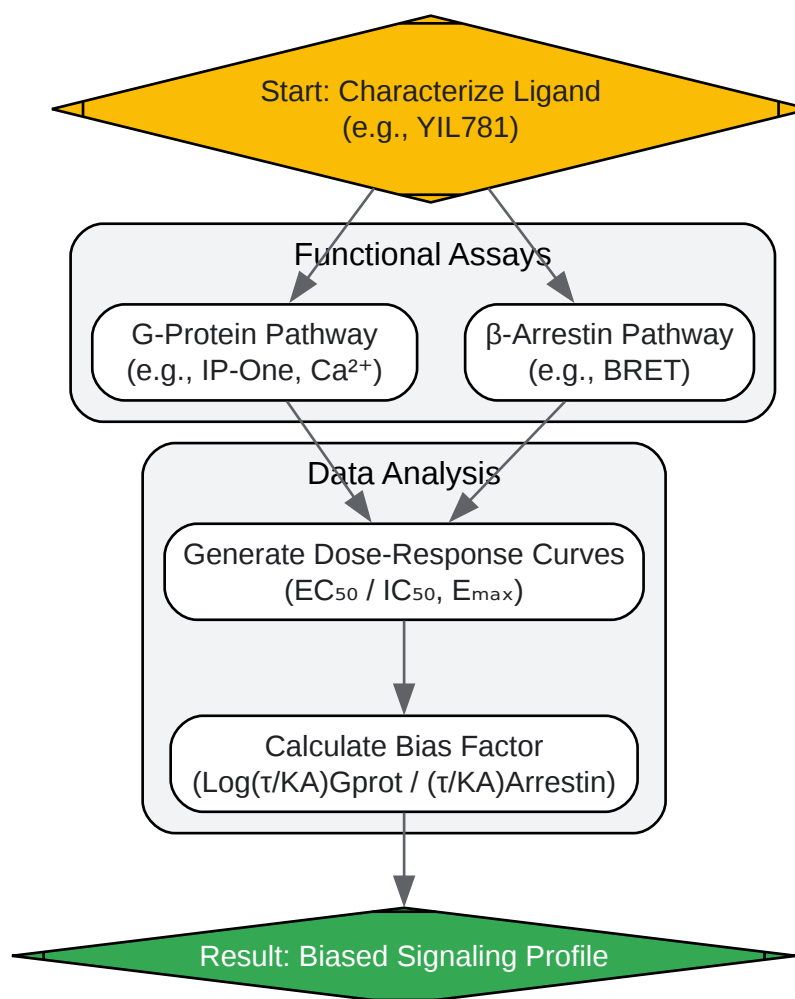 Start: Characterize Ligand
(e.g., YIL781)
Functional Assays
G-Protein Pathway
(e.g., IP-One, Ca²⁺)
β-Arrestin Pathway
(e.g., BRET)
Data Analysis
Generate Dose-Response Curves
(EC₅₀ / IC₅₀, Eₘₐₓ)
Calculate Bias Factor
(Log(τ/KA)Gprot / (τ/KA)Arrestin)
Result: Biased Signaling Profile